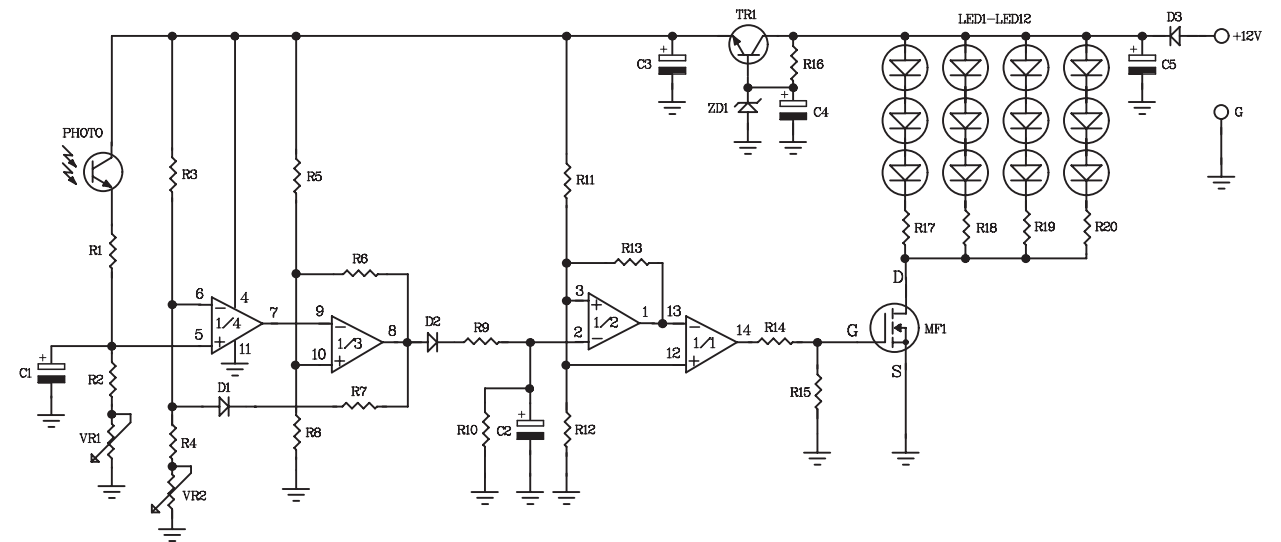 TR1
LED1-LED12
D3
+12V
C3
R16
C5
ZD1
C4
G
PHOTO
R3
R5
R11
R1
R17
R18
R19
R20
R13
R6
D
6
4
7
9
3
1
13
1/4
1/3
8
D2
R9
1/2
1/1
14
R14
G
MF1
5
11
10
2
12
S
C1
R2
D1
R7
R15
VR1
R4
R8
R10
C2
R12
VR2
+
+
+
+
+